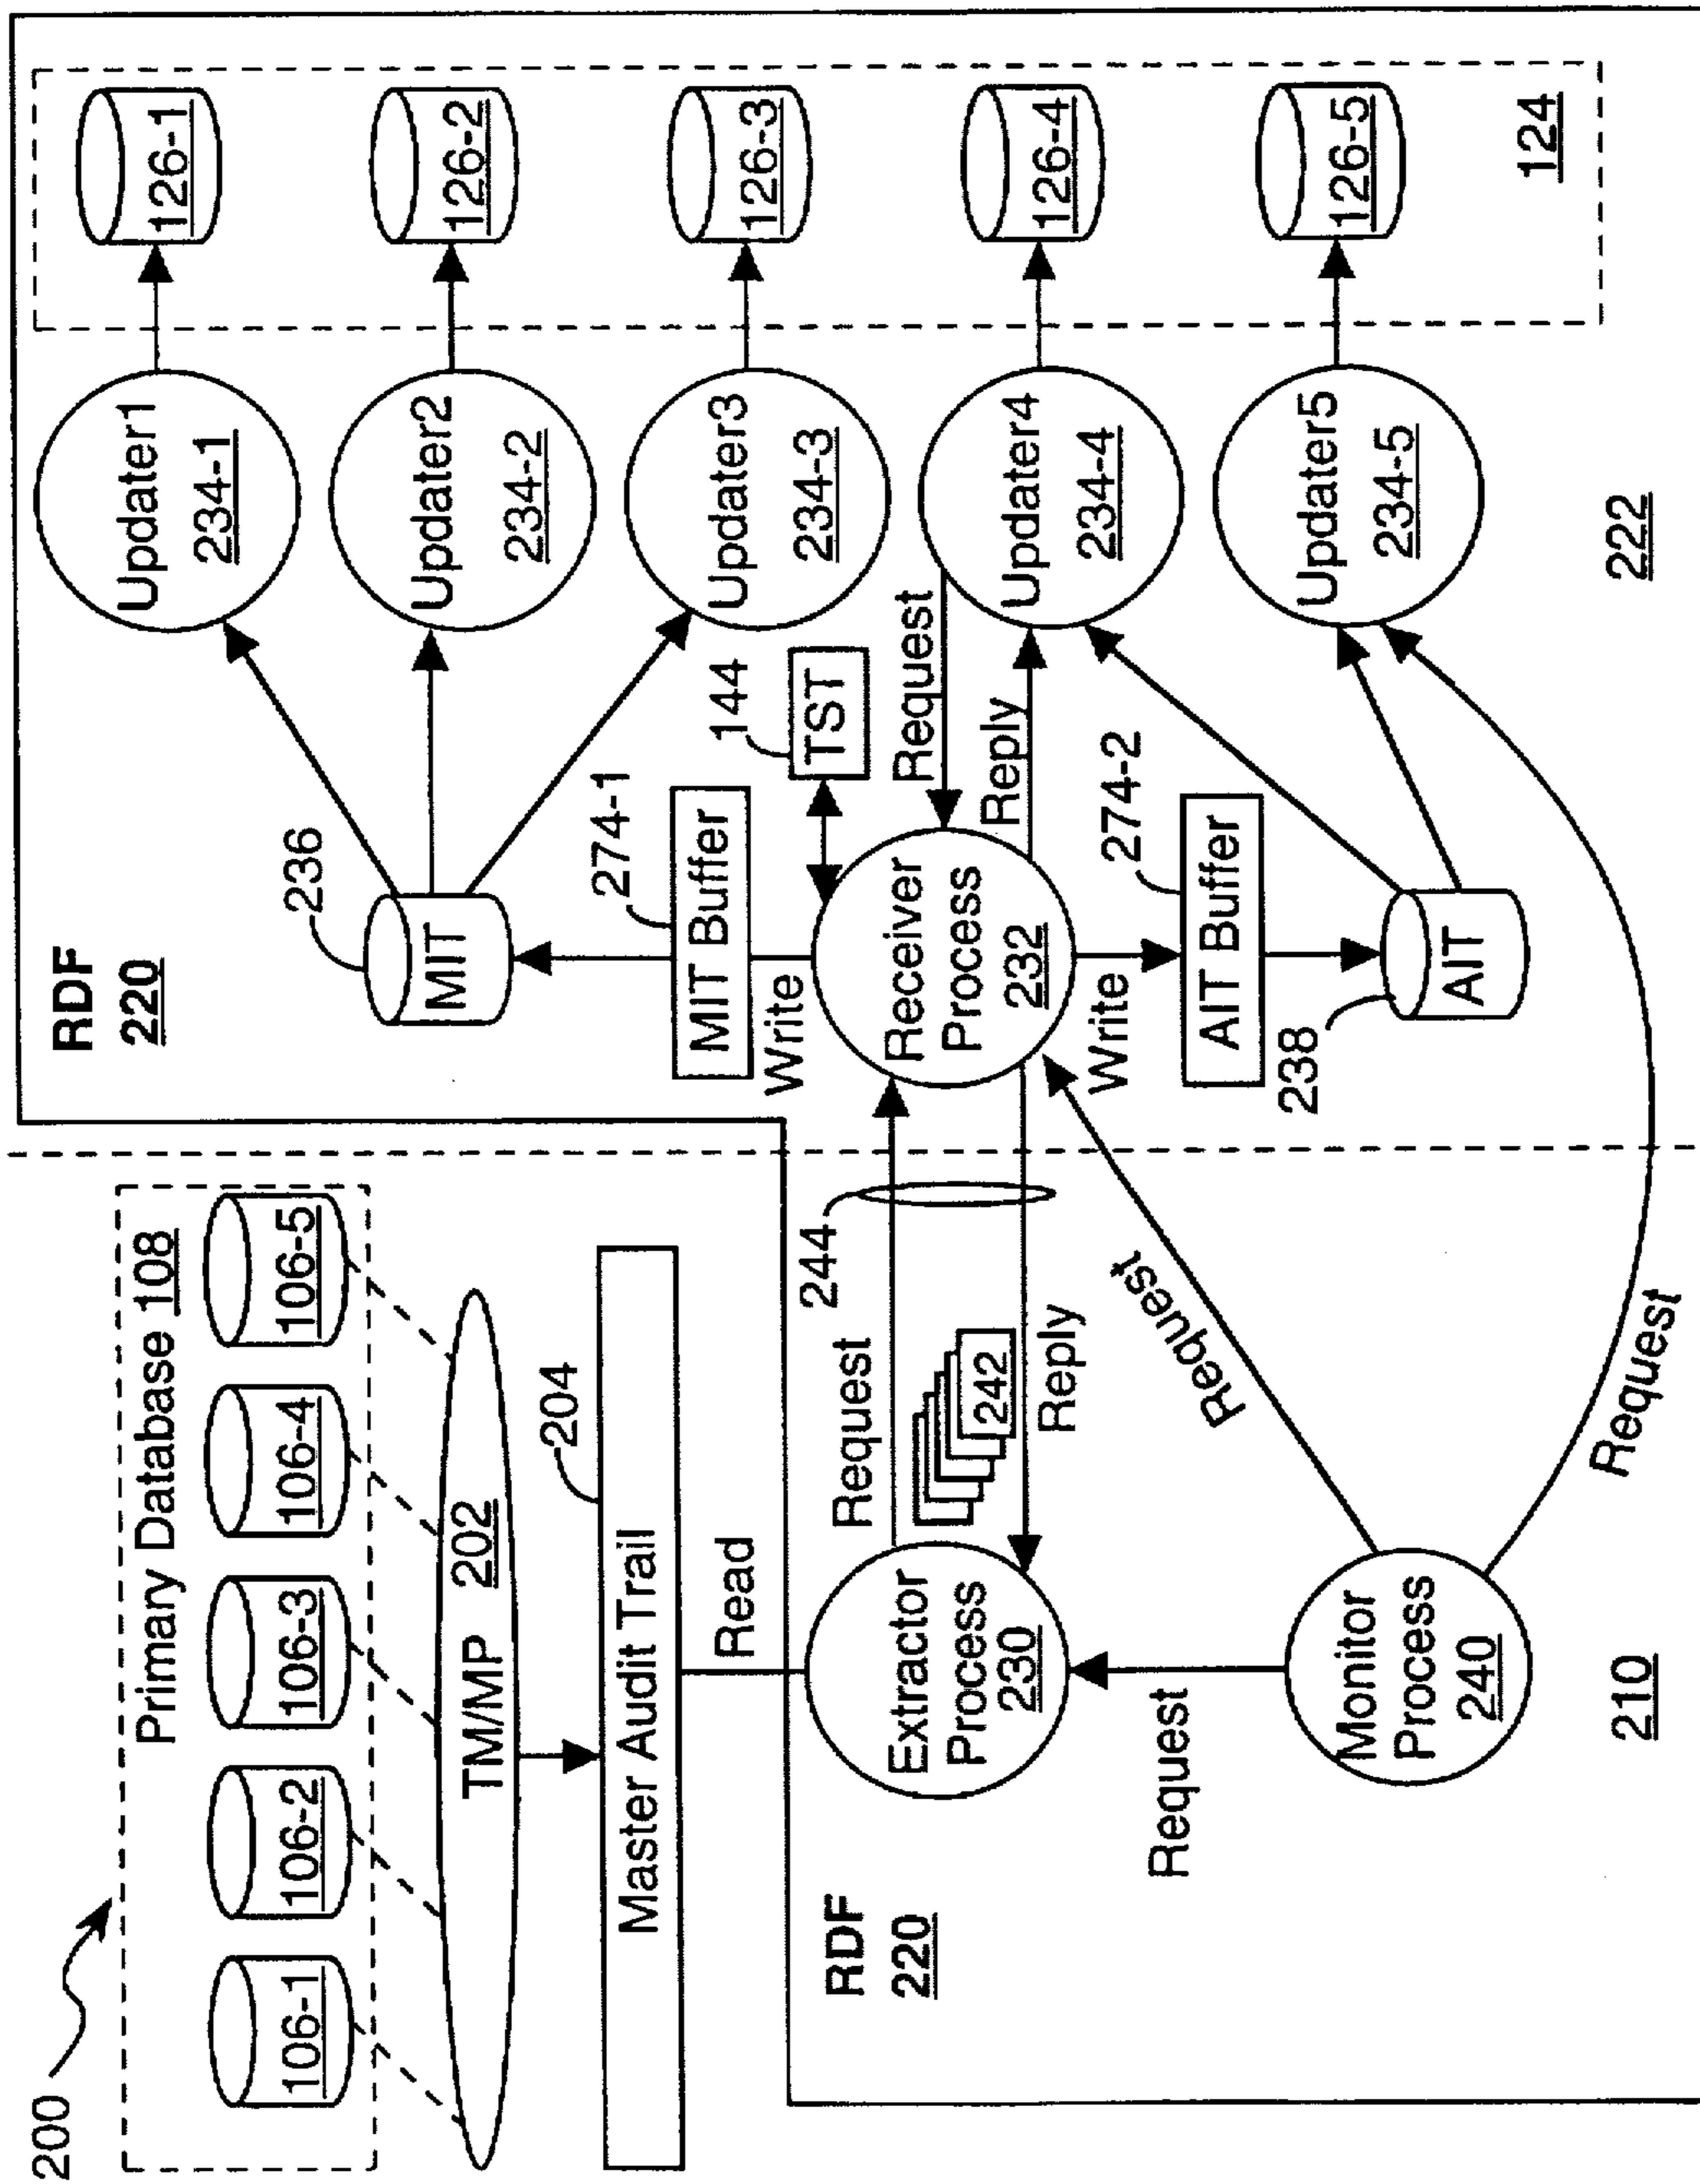 200
Primary Database 108
106-1
106-2
106-3
106-4
106-5
TM/MP 202
204
Master Audit Trail
Read
RDF
220
Extractor
Process
230
Request
242
Reply
244
Request
Monitor
Process
240
210
Request
Request
RDF
220
236
MIT
274-1
MIT Buffer
Write
144
TST
Receiver
Process
232
Request
Reply
Write
274-2
AIT Buffer
238
AIT
Updater1
234-1
Updater2
234-2
Updater3
234-3
Updater4
234-4
Updater5
234-5
222
126-1
126-2
126-3
126-4
126-5
124